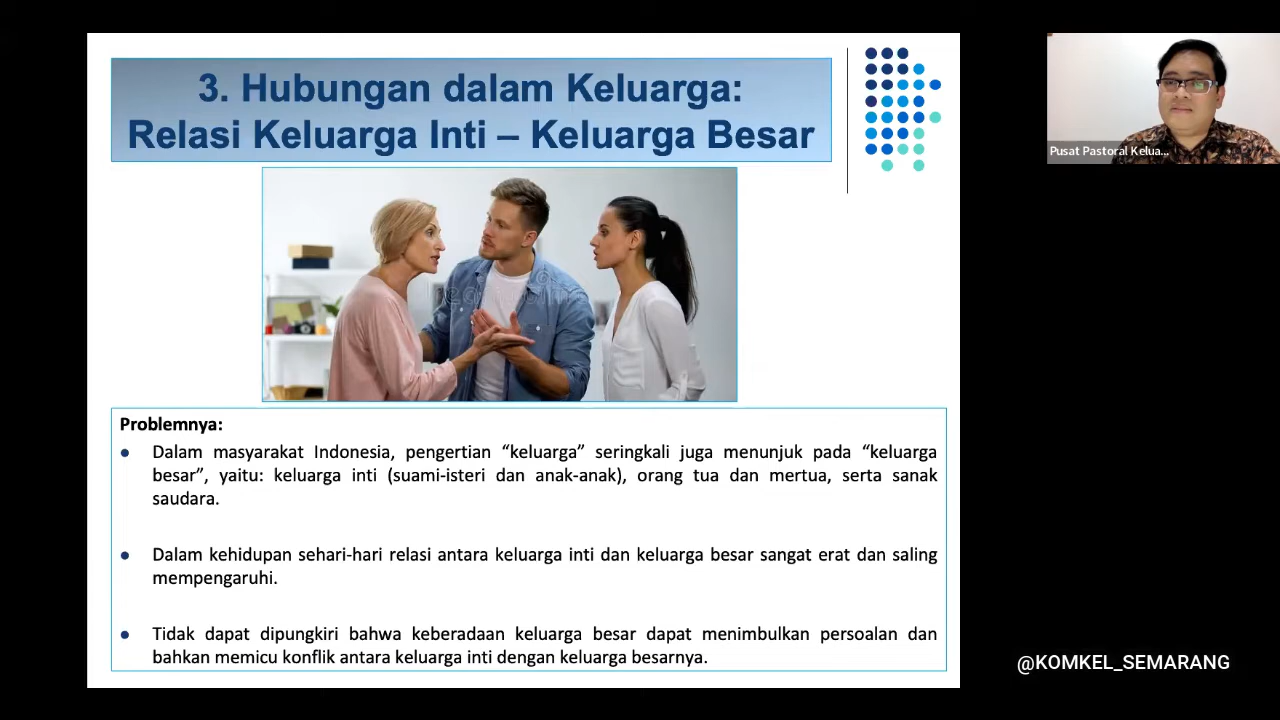 3. Hubungan dalam Keluarga:
Relasi Keluarga Inti – Keluarga Besar
Pusat Pastoral Kelua...
Problemnya:
● Dalam masyarakat Indonesia, pengertian “keluarga” seringkali juga menunjuk pada “keluarga
besar”, yaitu: keluarga inti (suami-isteri dan anak-anak), orang tua dan mertua, serta sanak
saudara.
● Dalam kehidupan sehari-hari relasi antara keluarga inti dan keluarga besar sangat erat dan saling
mempengaruhi.
● Tidak dapat dipungkiri bahwa keberadaan keluarga besar dapat menimbulkan persoalan dan
bahkan memicu konflik antara keluarga inti dengan keluarga besarnya.
@KOMKEL_SEMARANG